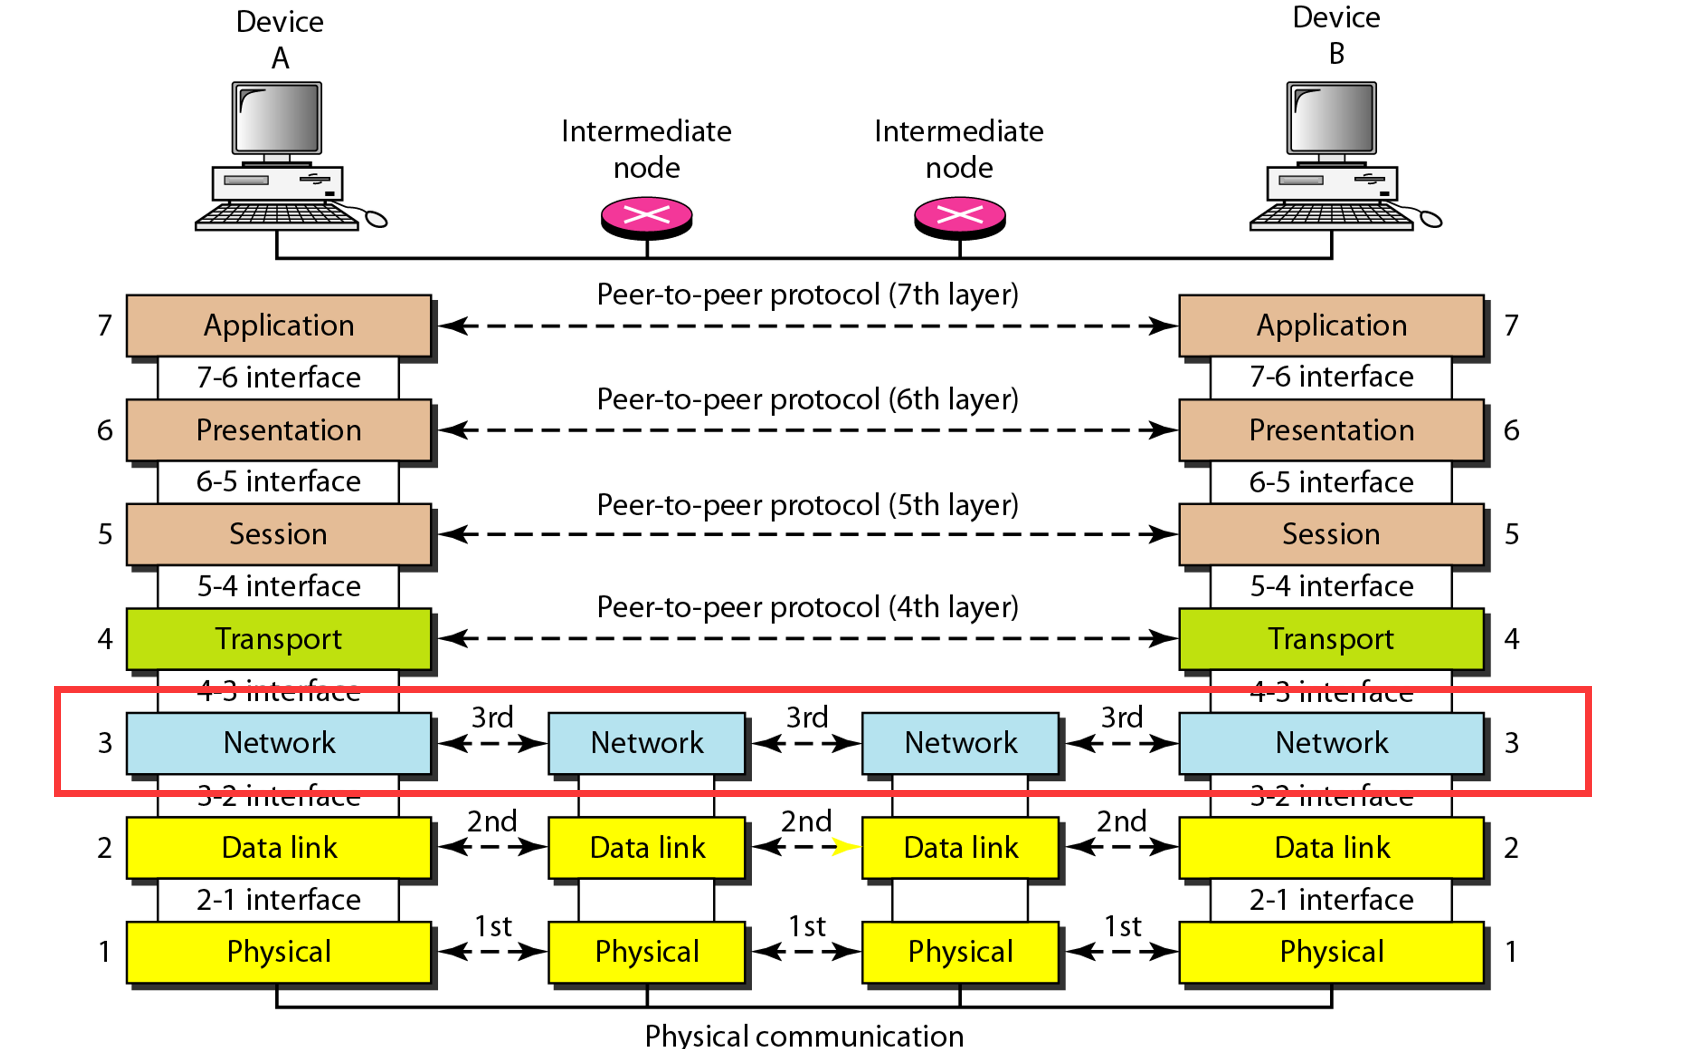 Device
A
Device
B
Intermediate
node
Intermediate
node
Peer-to-peer protocol (7th layer)
7 Application Application 7
7-6 interface 7-6 interface
Peer-to-peer protocol (6th layer)
6 Presentation Presentation 6
6-5 interface 6-5 interface
Peer-to-peer protocol (5th layer)
5 Session Session 5
5-4 interface 5-4 interface
Peer-to-peer protocol (4th layer)
4 Transport Transport 4
4-3 interface 4-3 interface
3rd 3rd 3rd
3 Network Network Network Network 3
3-2 interface 3-2 interface
2nd 2nd 2nd
2 Data link Data link Data link Data link 2
2-1 interface 2-1 interface
1st 1st 1st
1 Physical Physical Physical Physical 1
Physical communication